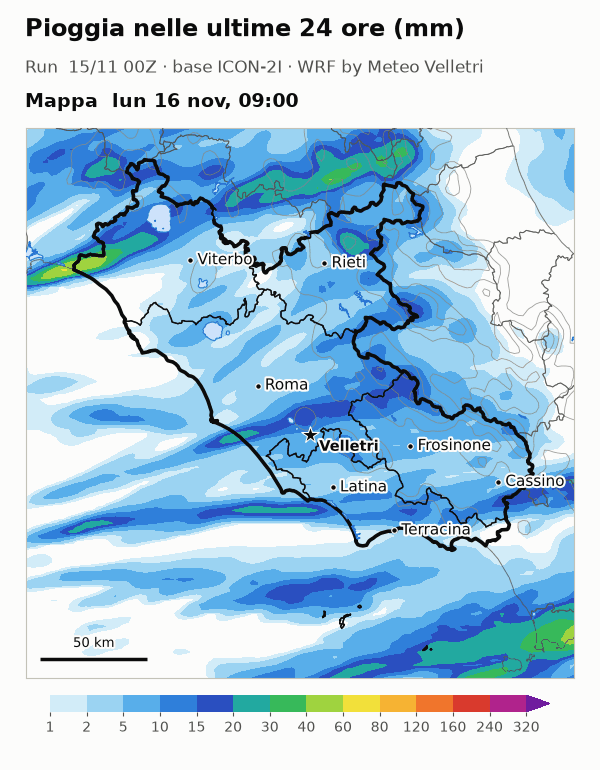 Pioggia nelle ultime 24 ore (mm)
Run  15/11 00Z · base ICON-2I · WRF by Meteo Velletri
Mappa  lun 16 nov, 09:00
Viterbo
Rieti
Roma
Velletri
Frosinone
Cassino
Latina
Terracina
50 km
1 2 5 10 15 20 30 40 60 80 120 160 240 320